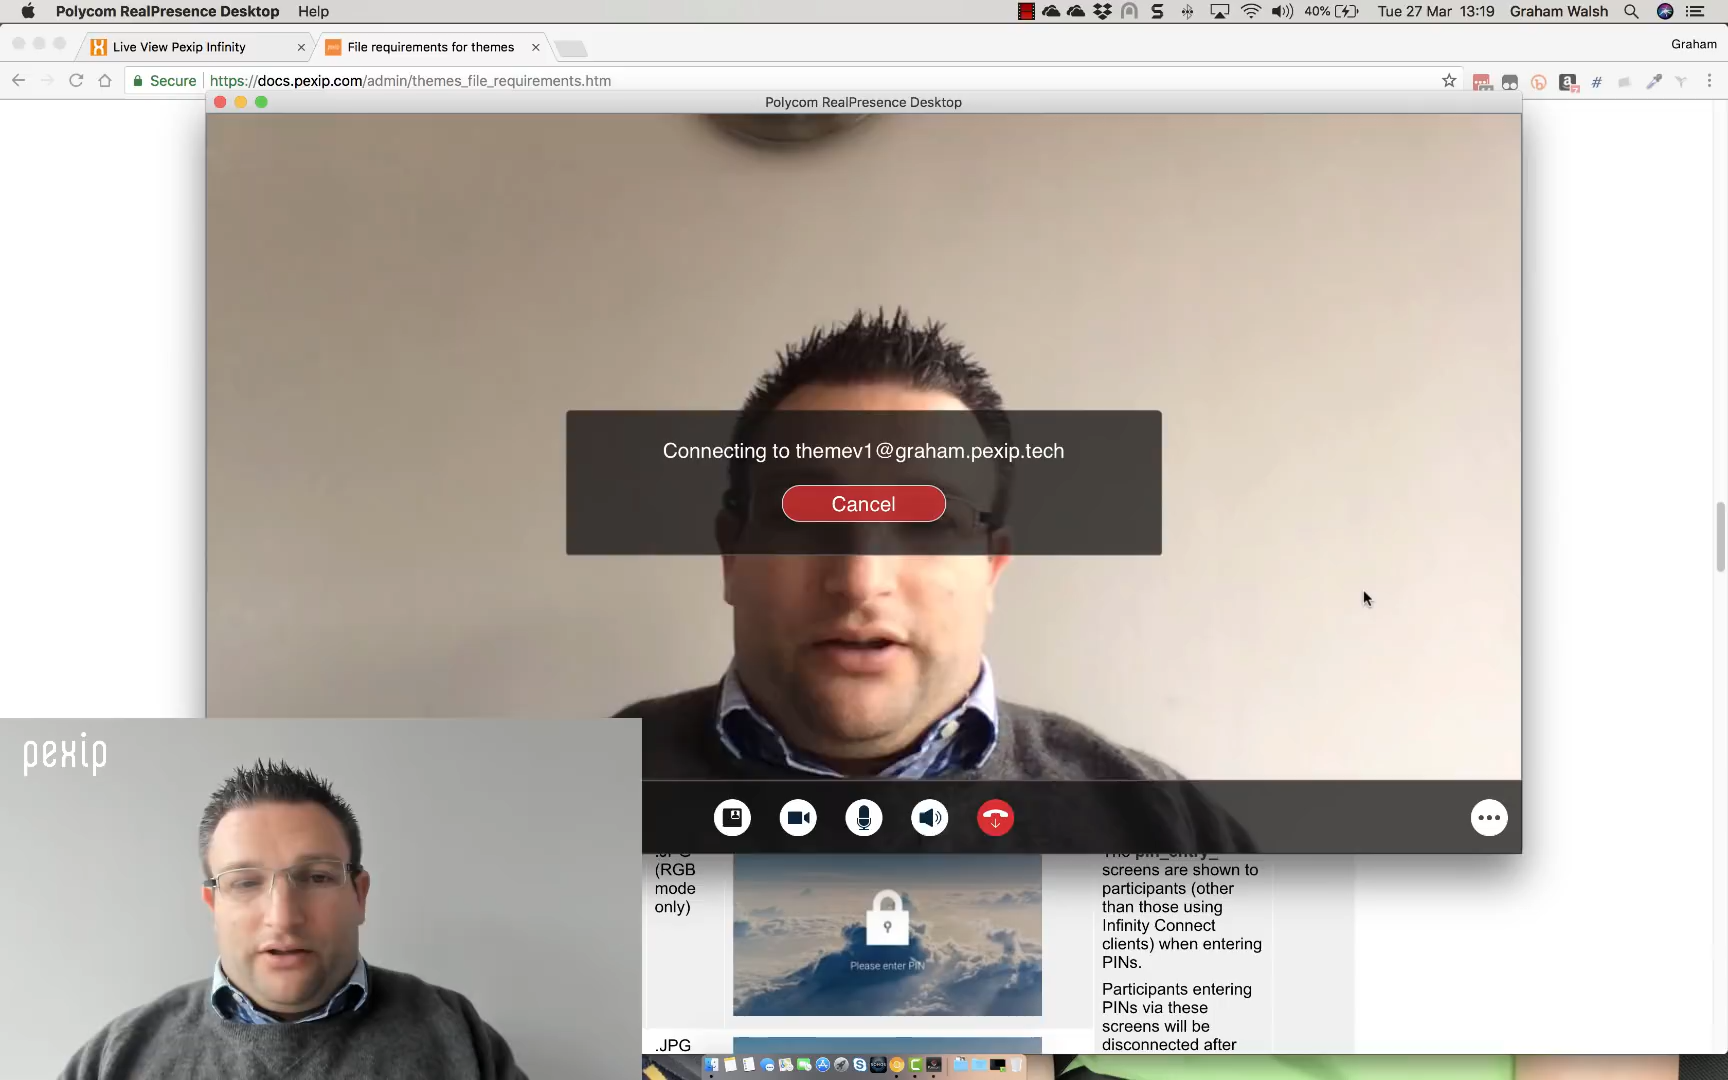 Polycom RealPresence Desktop Help
40% Tue 27 Mar 13:19 Graham Walsh
Live View Pexip Infinity
File requirements for themes
Graham
Secure https://docs.pexip.com/admin/themes_file_requirements.htm
Polycom RealPresence Desktop
Connecting to themev1@graham.pexip.tech
Cancel
pexip
(RGB
mode
only)
Please enter PIN
The pin_entry_
screens are shown to
participants (other
than those using
Infinity Connect
clients) when entering
PINs.
Participants entering
PINs via these
screens will be
disconnected after
.JPG